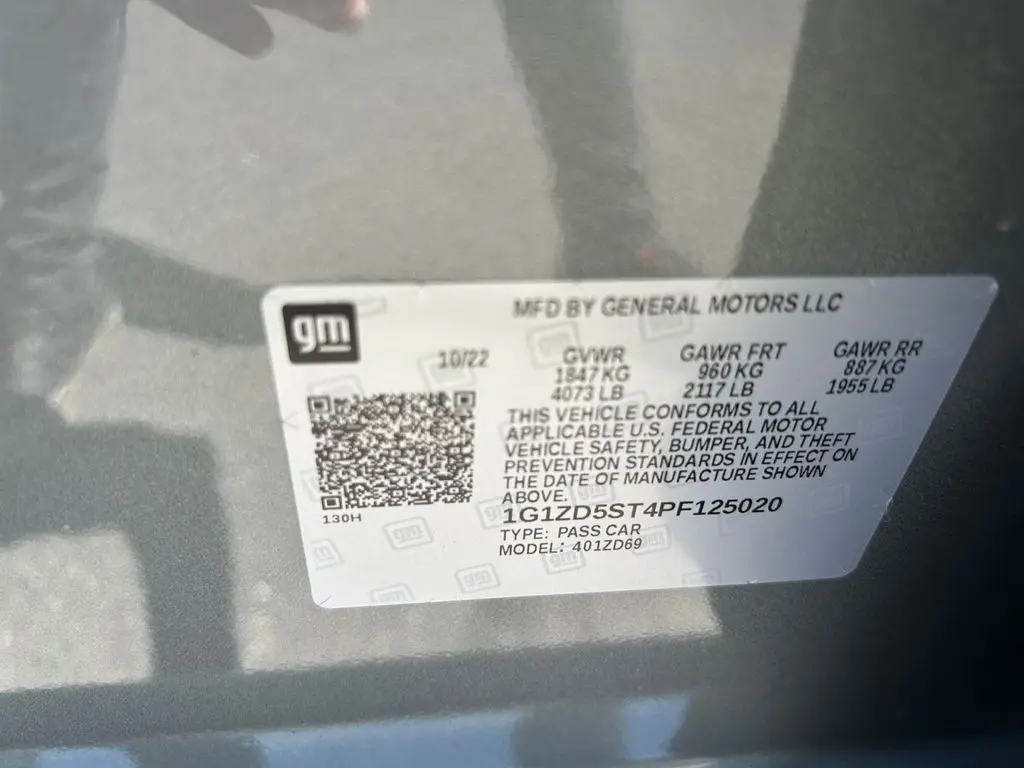 gm
MFD BY GENERAL MOTORS LLC
10/22
GVWR
1847 KG
4073 LB
GAWR FRT
960 KG
2117 LB
GAWR RR
887 KG
1955 LB
THIS VEHICLE CONFORMS TO ALL
APPLICABLE U.S. FEDERAL MOTOR
VEHICLE SAFETY, BUMPER, AND THEFT
PREVENTION STANDARDS IN EFFECT ON
THE DATE OF MANUFACTURE SHOWN
ABOVE.
1G1ZD5ST4PF125020
130H
TYPE: PASS CAR
MODEL: 401ZD69